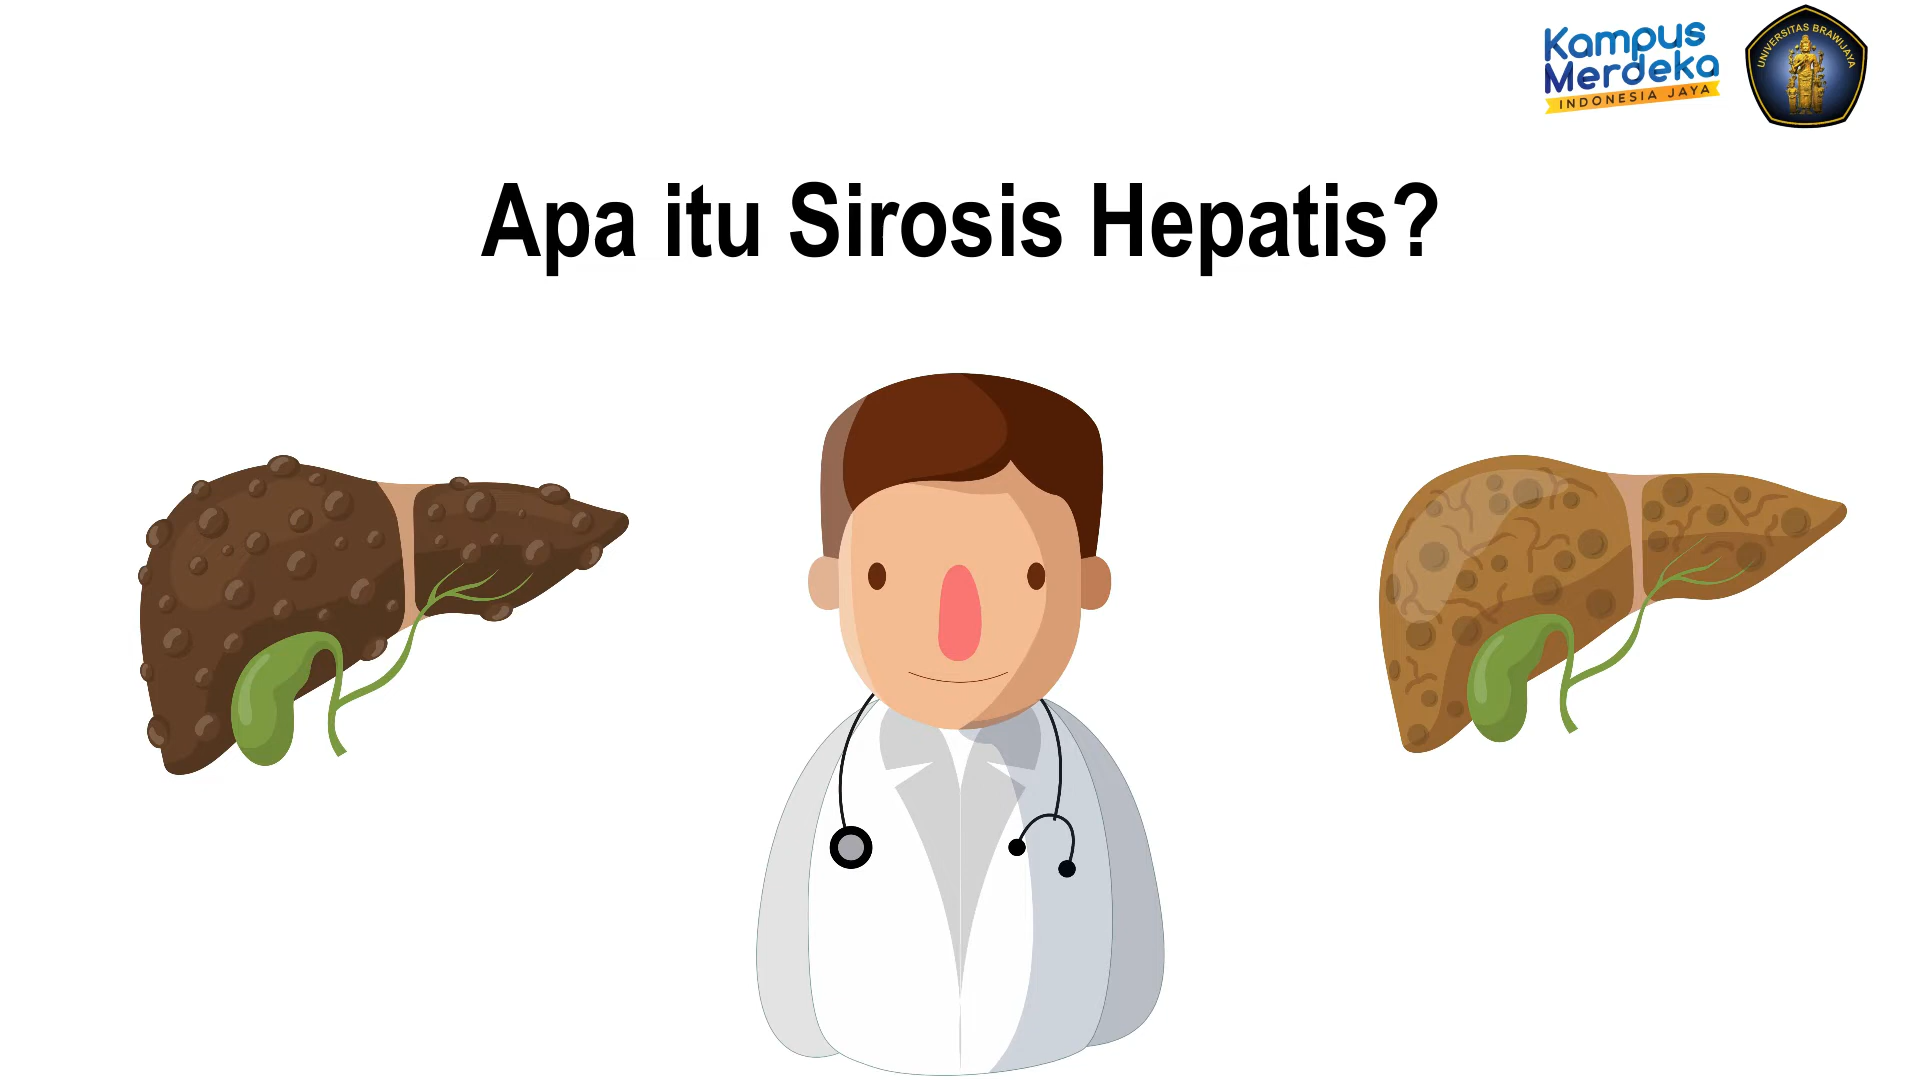 Kampus
Merdeka
INDONESIA JAYA
UNIVERSITAS BRAWIJAYA
Apa itu Sirosis Hepatis?